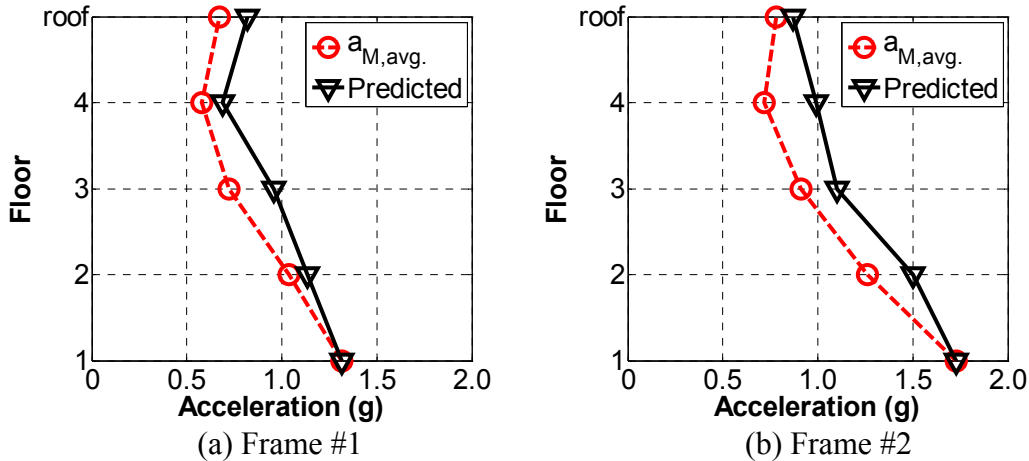 roof
4
3
2
1
Floor
0
0.5
1.0
1.5
2.0
Acceleration (g)
a_M,avg.
Predicted
(a) Frame #1
roof
4
3
2
1
Floor
0
0.5
1.0
1.5
2.0
Acceleration (g)
a_M,avg.
Predicted
(b) Frame #2